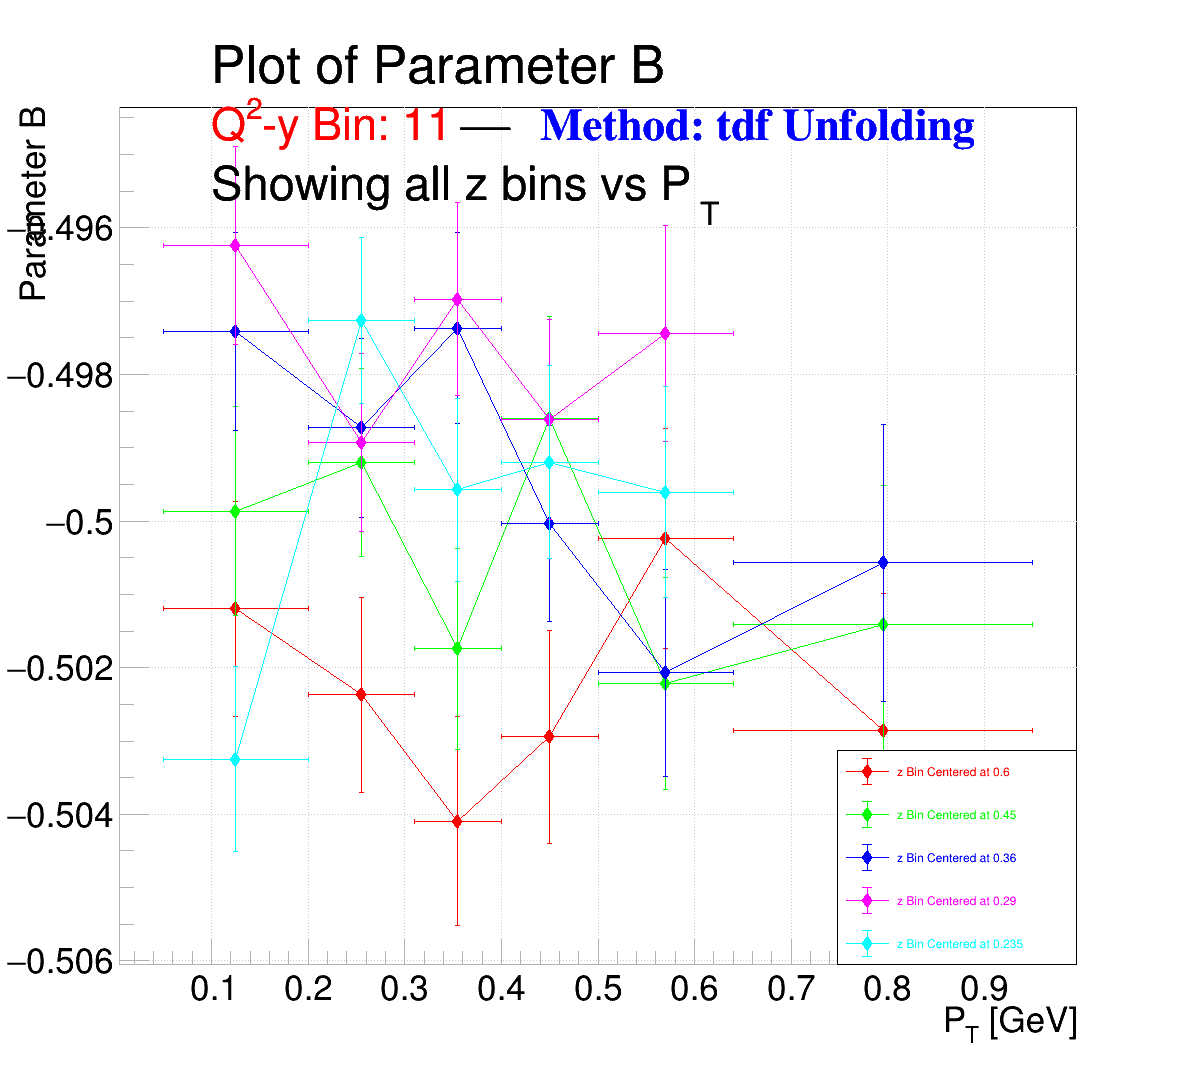 Plot of Parameter B
Q²-y Bin: 11 — Method: tdf Unfolding
Showing all z bins vs P_T
Parameter B
−0.496
−0.498
−0.5
−0.502
−0.504
−0.506
z Bin Centered at 0.6
z Bin Centered at 0.45
z Bin Centered at 0.36
z Bin Centered at 0.29
z Bin Centered at 0.235
0.1 0.2 0.3 0.4 0.5 0.6 0.7 0.8 0.9
P_T [GeV]